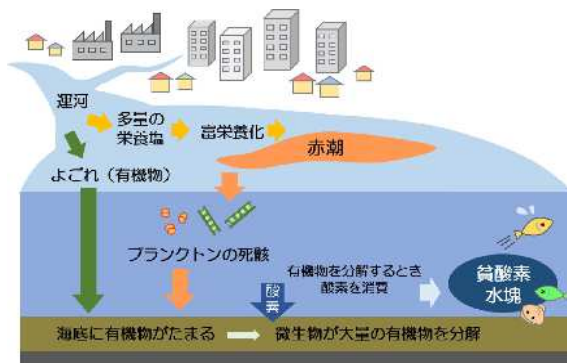 運河
多量の
栄養塩
富栄養化
赤潮
よごれ（有機物）
プランクトンの死骸
有機物を分解するとき
酸素を消費
酸素
貧酸素
水塊
海底に有機物がたまる
微生物が大量の有機物を分解